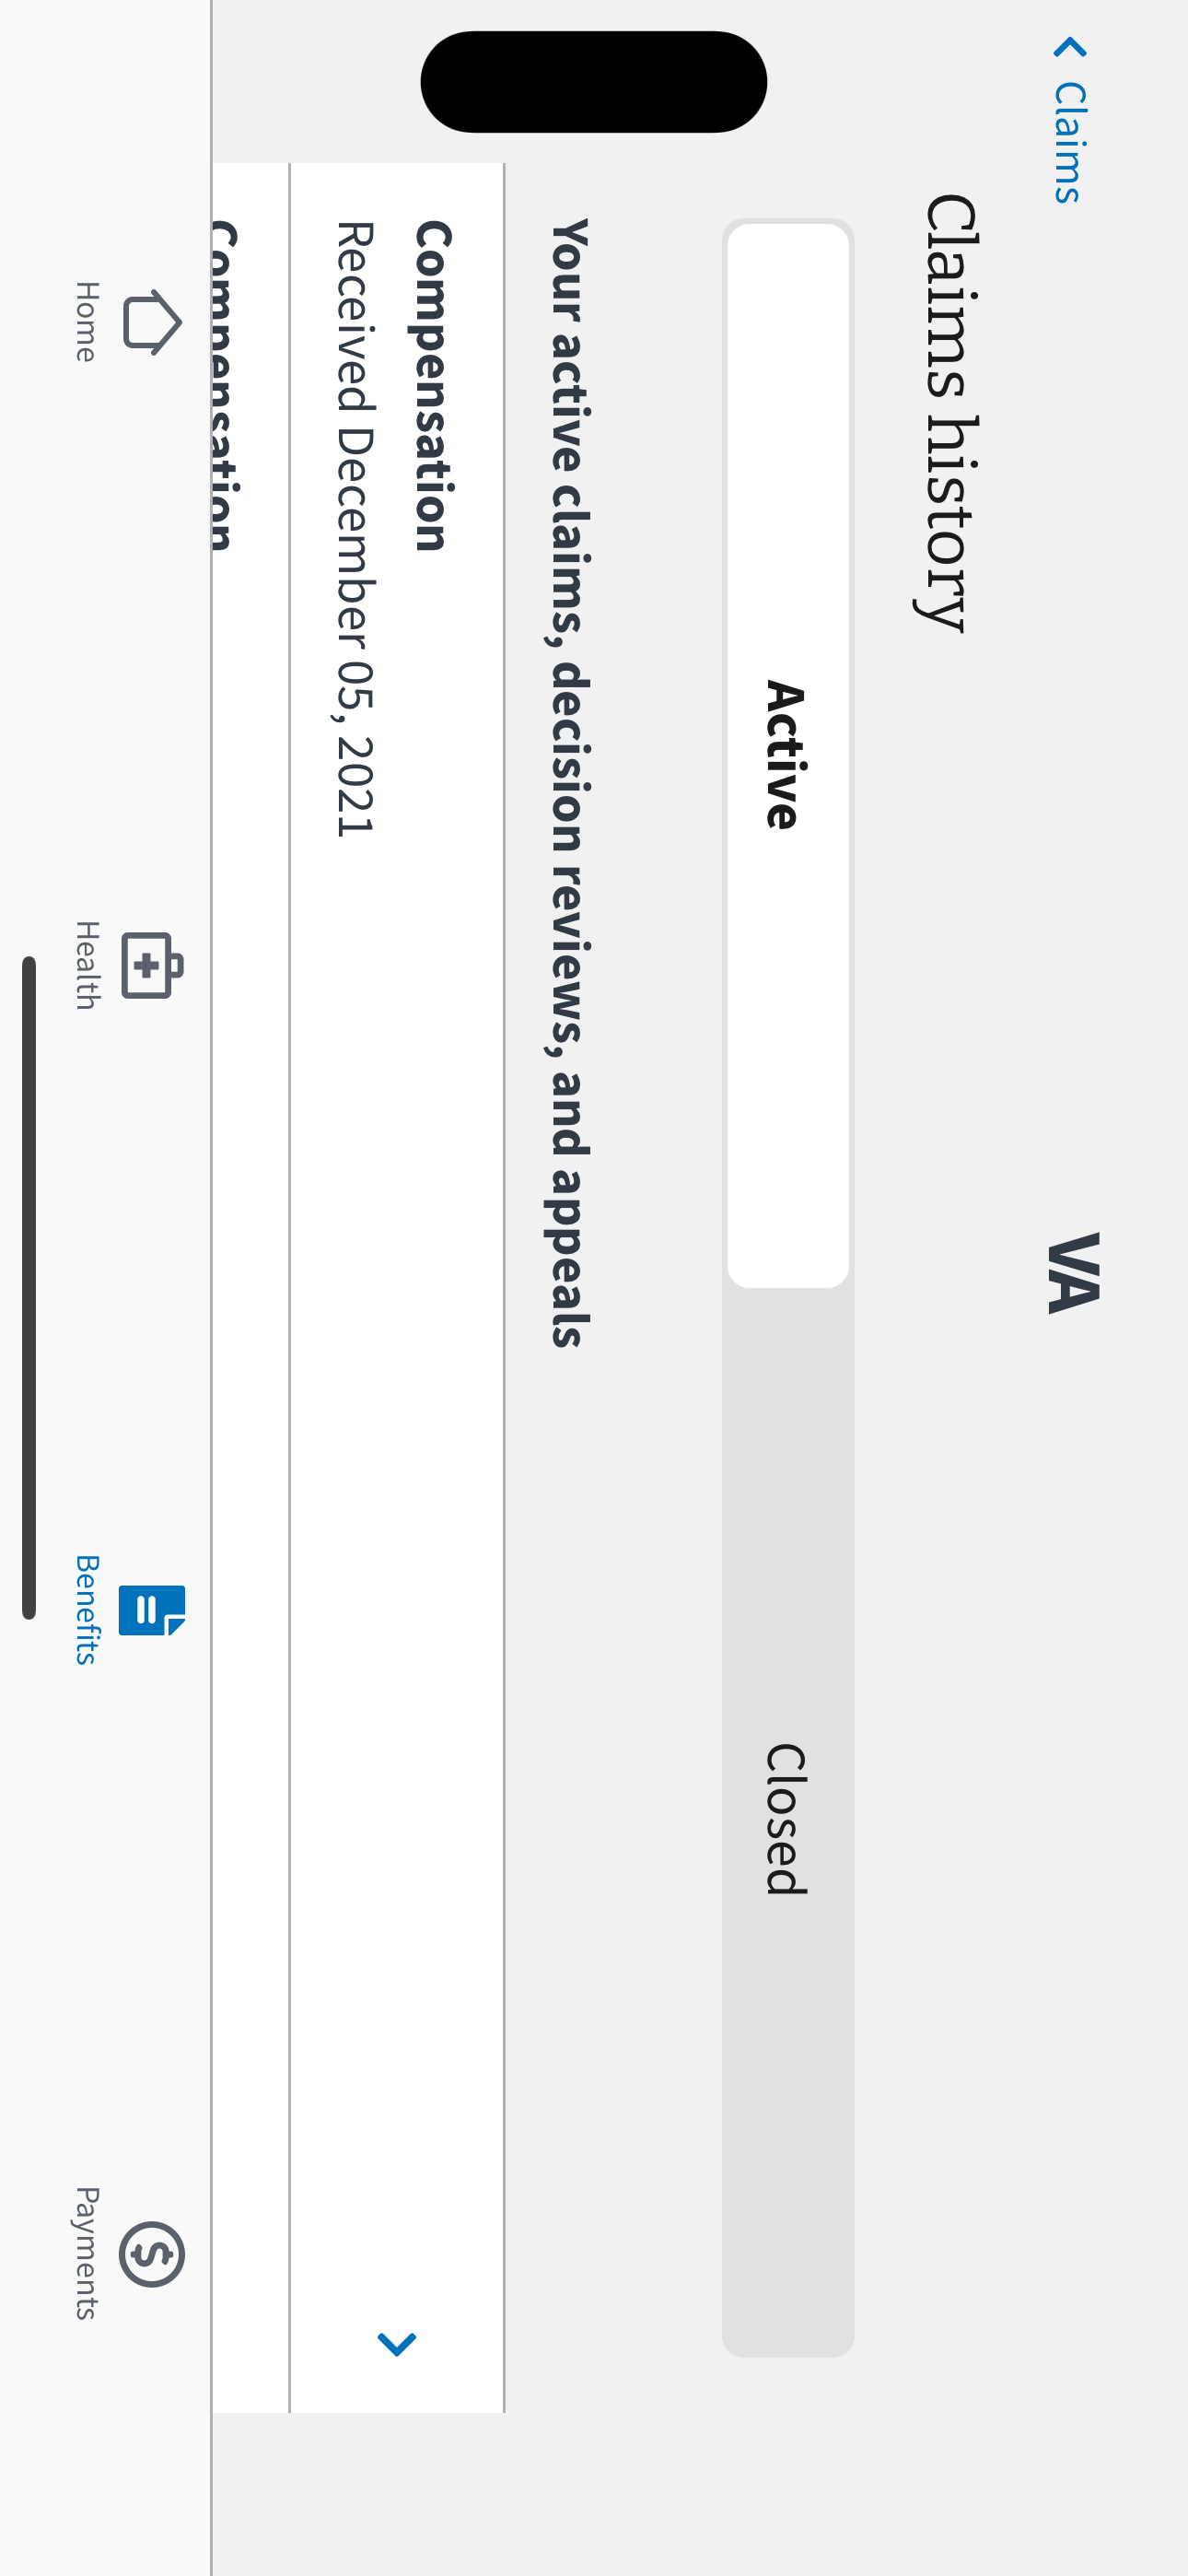 Claims
VA
Claims history
Active
Closed
Your active claims, decision reviews, and appeals
Compensation
Received December 05, 2021
Compensation
Home
Health
Benefits
Payments